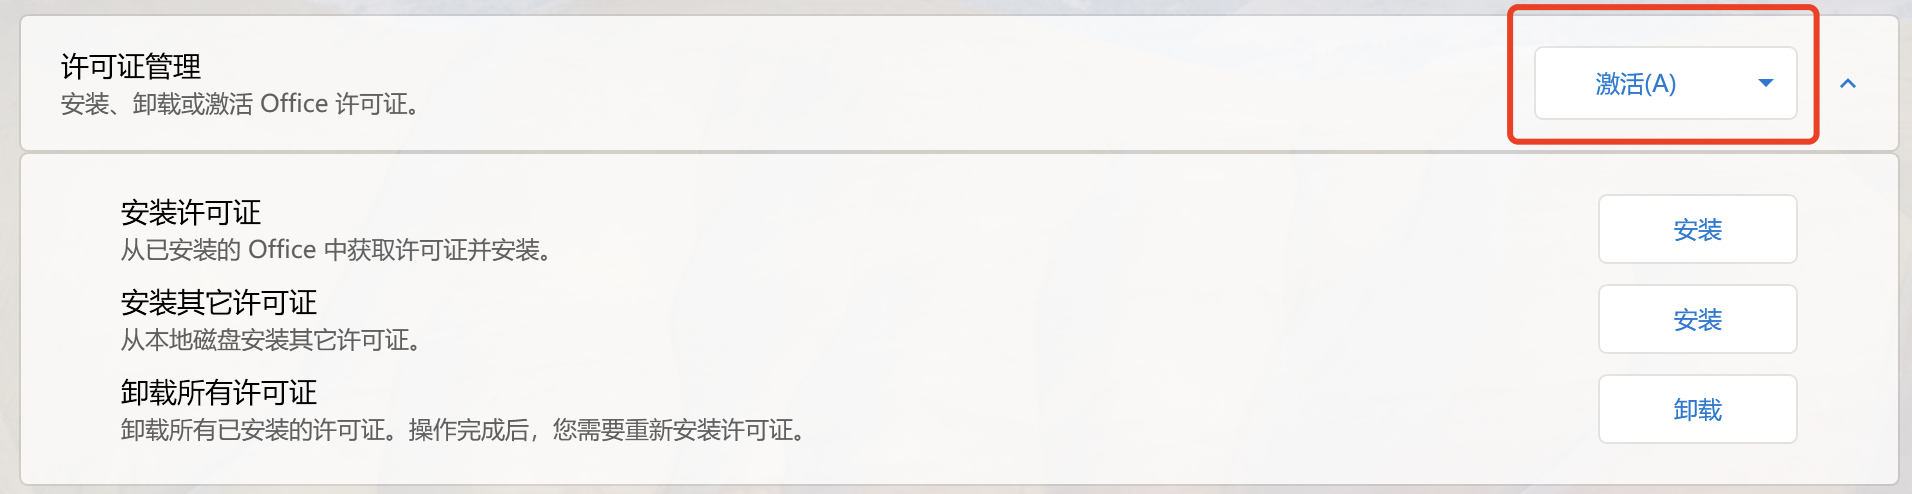 许可证管理
安装、卸载或激活 Office 许可证。
激活(A)
安装许可证
从已安装的 Office 中获取许可证并安装。
安装
安装其它许可证
从本地磁盘安装其它许可证。
安装
卸载所有许可证
卸载所有已安装的许可证。操作完成后，您需要重新安装许可证。
卸载